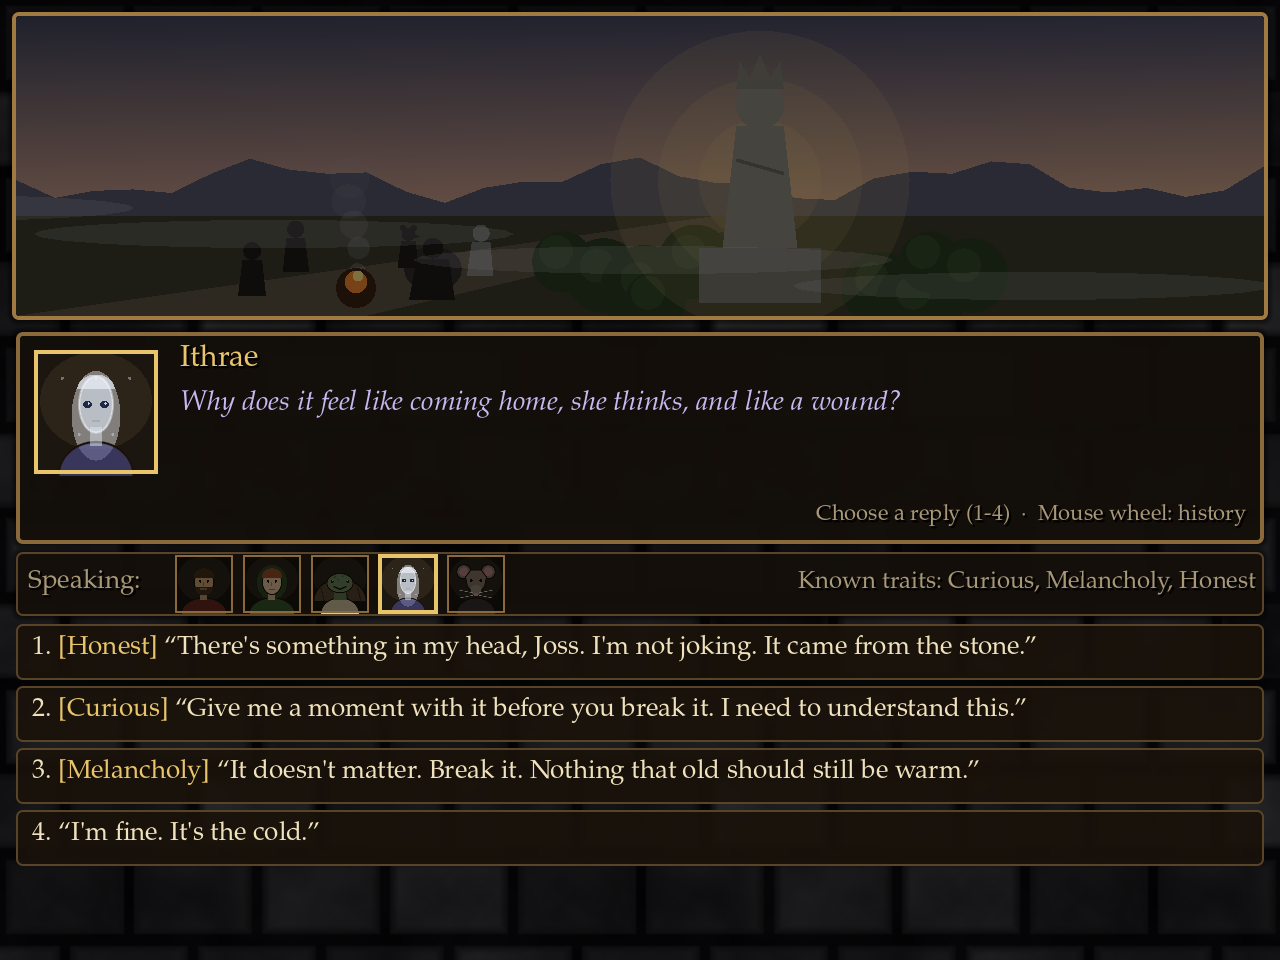 Ithrae
Why does it feel like coming home, she thinks, and like a wound?
Choose a reply (1-4) · Mouse wheel: history
Speaking:
Known traits: Curious, Melancholy, Honest
1. [Honest] “There's something in my head, Joss. I'm not joking. It came from the stone.”
2. [Curious] “Give me a moment with it before you break it. I need to understand this.”
3. [Melancholy] “It doesn't matter. Break it. Nothing that old should still be warm.”
4. “I'm fine. It's the cold.”